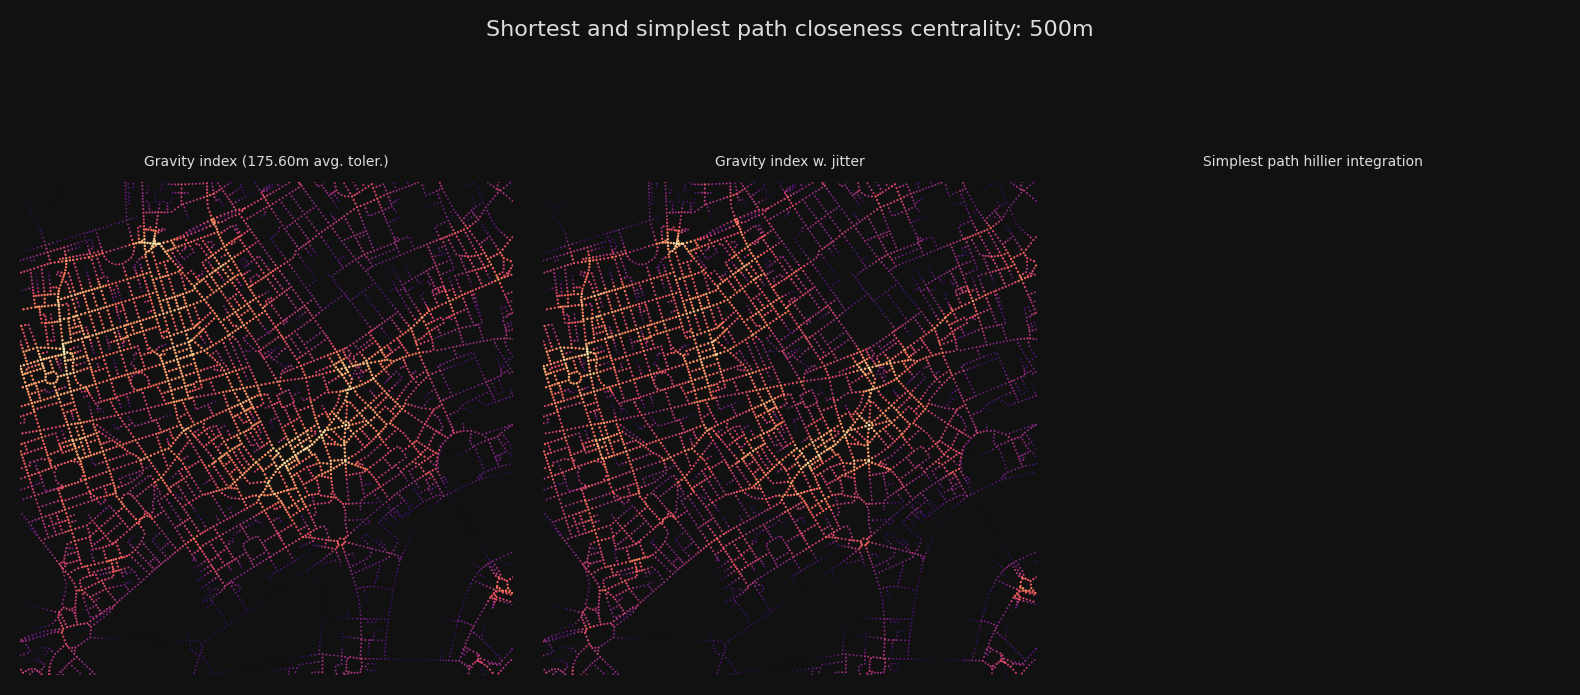 Shortest and simplest path closeness centrality: 500m
Gravity index (175.60m avg. toler.)
Gravity index w. jitter
Simplest path hillier integration